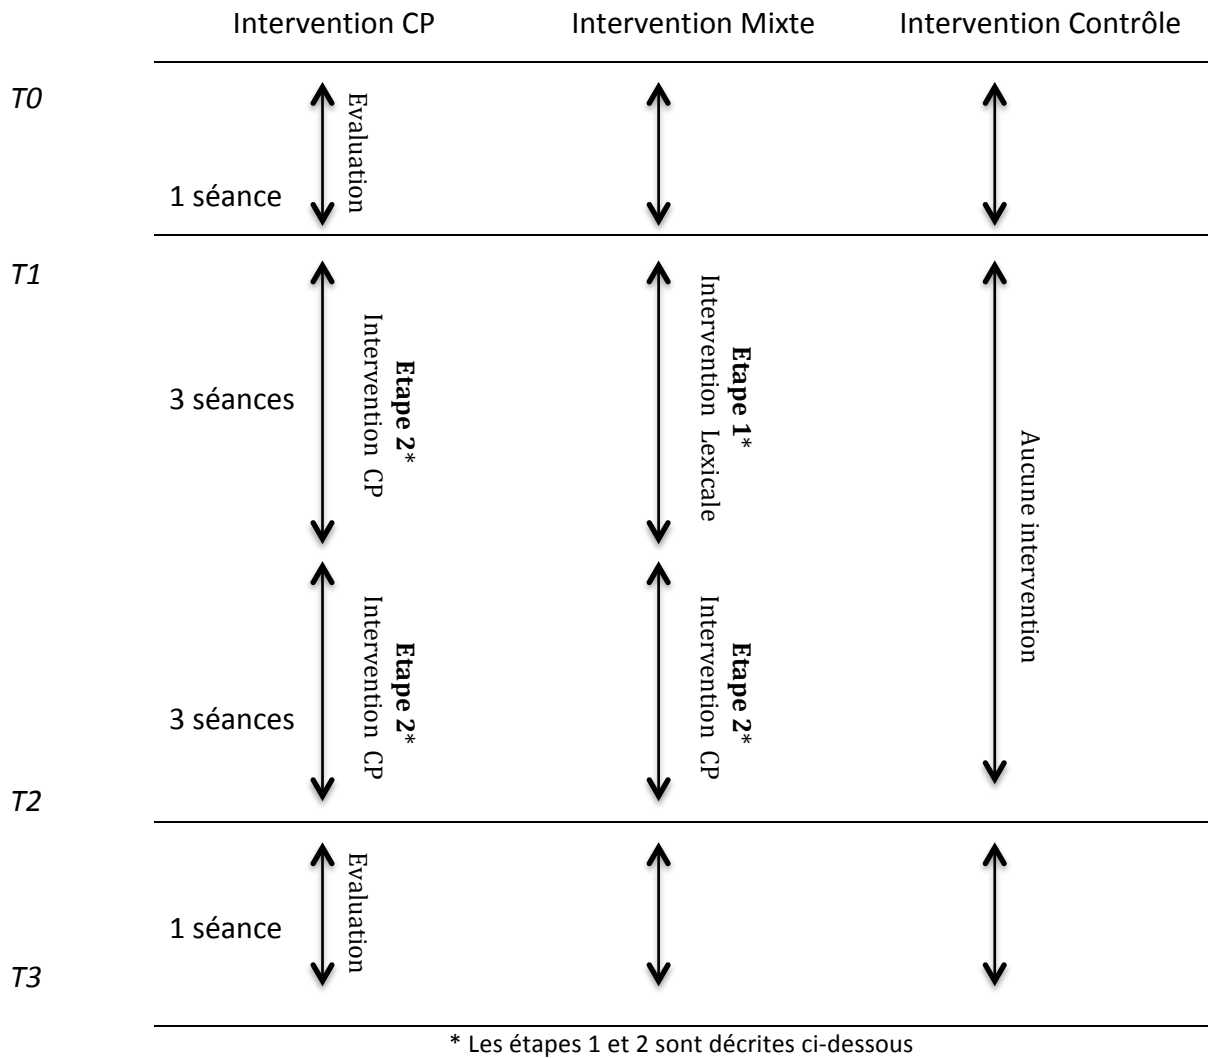 Intervention CP
Intervention Mixte
Intervention Contrôle
T0
1 séance
Evaluation
T1
3 séances
Etape 2*
Intervention CP
Etape 1*
Intervention Lexicale
Aucune intervention
3 séances
Etape 2*
Intervention CP
Etape 2*
Intervention CP
T2
1 séance
Evaluation
T3
* Les étapes 1 et 2 sont décrites ci-dessous